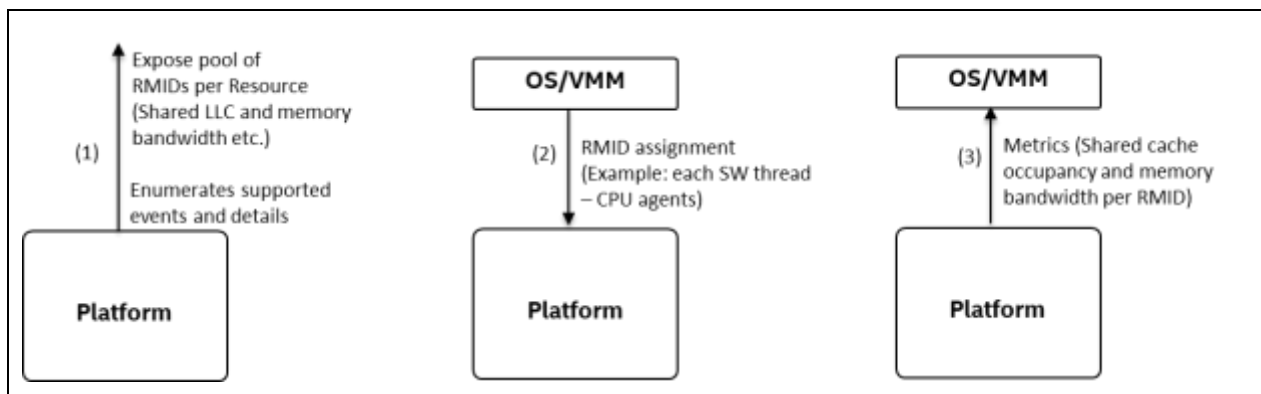 Expose pool of
RMIDs per Resource
(Shared LLC and memory
bandwidth etc.)
(1)
Enumerates supported
events and details
Platform
OS/VMM
(2)
RMID assignment
(Example: each SW thread
– CPU agents)
Platform
OS/VMM
(3)
Metrics (Shared cache
occupancy and memory
bandwidth per RMID)
Platform